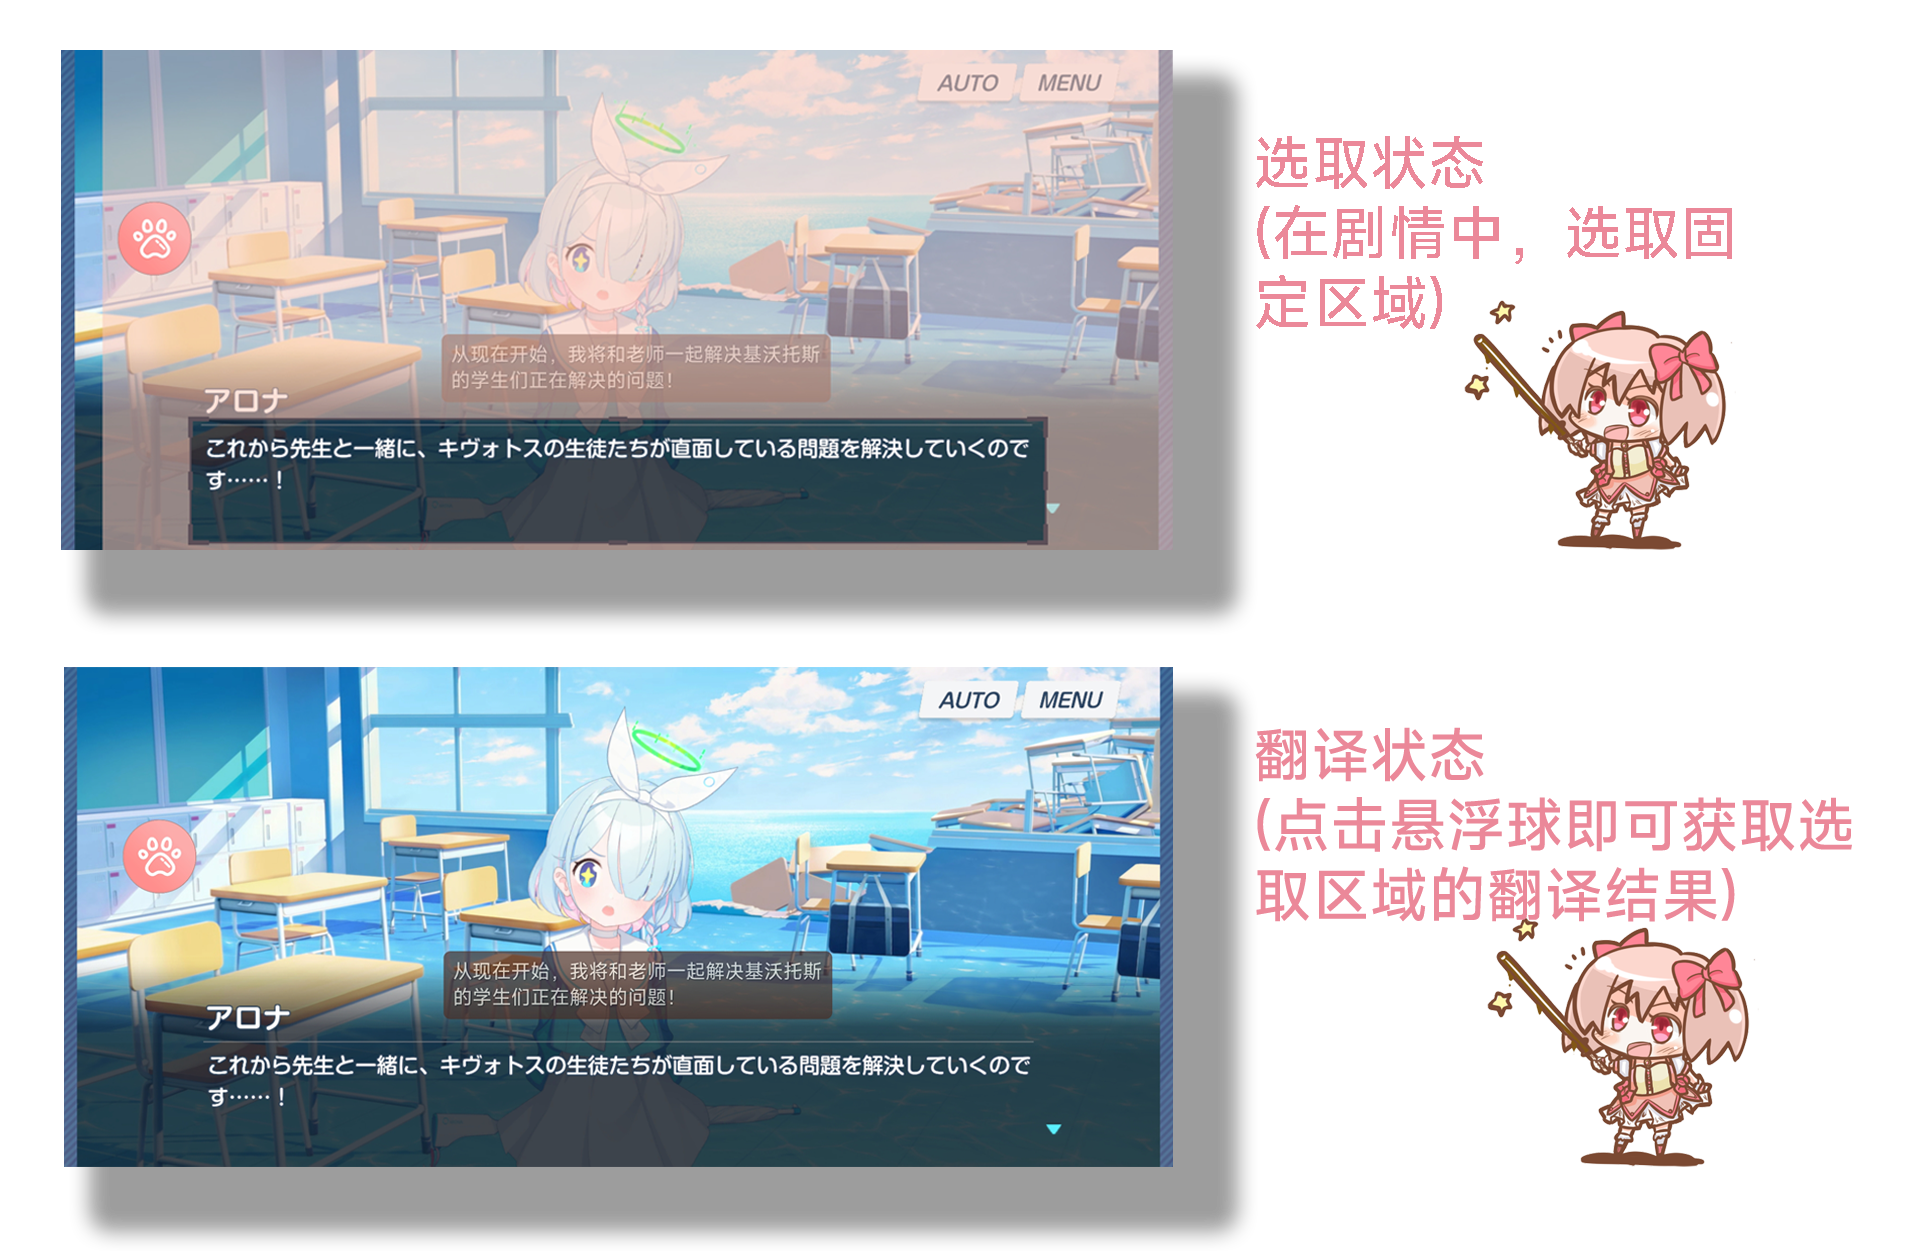 AUTO MENU
从现在开始，我将和老师一起解决基沃托斯
的学生们正在解决的问题！
アロナ
これから先生と一緒に、キヴォトスの生徒たちが直面している問題を解決していくので
す……！
选取状态
(在剧情中，选取固
定区域)
AUTO MENU
从现在开始，我将和老师一起解决基沃托斯
的学生们正在解决的问题！
アロナ
これから先生と一緒に、キヴォトスの生徒たちが直面している問題を解決していくので
す……！
翻译状态
(点击悬浮球即可获取选
取区域的翻译结果)